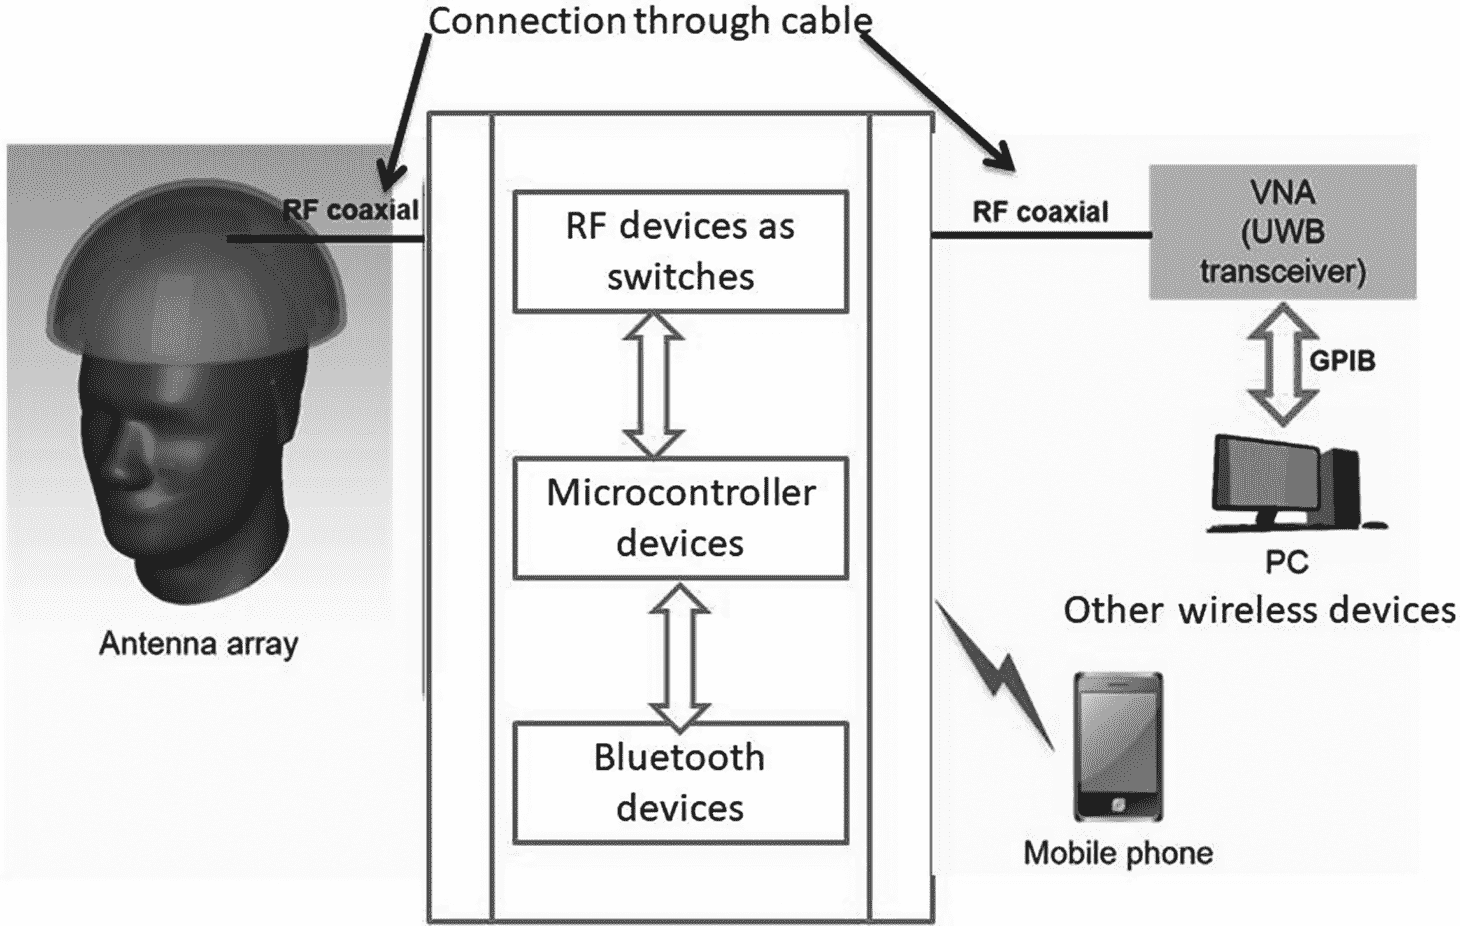 Connection through cable
RF coaxial
Antenna array
RF devices as
switches
Microcontroller
devices
Bluetooth
devices
RF coaxial
VNA
(UWB
transceiver)
GPIB
PC
Other wireless devices
Mobile phone